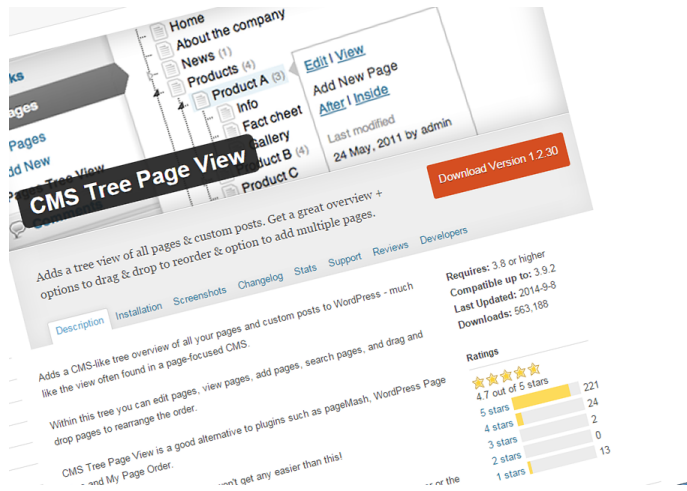 Home
About the company
News (1)
Products (4)
Product A (3)
Info
Fact cheet
Gallery
Product B (4)
Product C
Edit | View
Add New Page
After | Inside
Last modified
24 May, 2011 by admin
ks
ages
Pages
dd New
Pages Tree View
Comments
CMS Tree Page View
Download Version 1.2.30
Adds a tree view of all pages & custom posts. Get a great overview +
options to drag & drop to reorder & option to add multiple pages.
Description Installation Screenshots Changelog Stats Support Reviews Developers
Adds a CMS-like tree overview of all your pages and custom posts to WordPress - much
like the view often found in a page-focused CMS.
Within this tree you can edit pages, view pages, add pages, search pages, and drag and
drop pages to rearrange the order.
CMS Tree Page View is a good alternative to plugins such as pageMash, WordPress Page
and My Page Order.
get any easier than this!
or the
Requires: 3.8 or higher
Compatible up to: 3.9.2
Last Updated: 2014-9-8
Downloads: 563,188
Ratings
4.7 out of 5 stars
5 stars 221
4 stars 24
3 stars 2
2 stars 0
1 stars 13